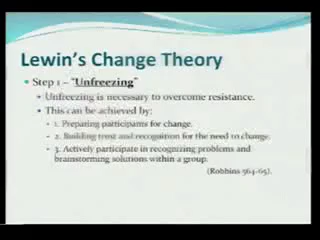 Lewin's Change Theory
Step 1 – "Unfreezing"
Unfreezing is necessary to overcome resistance.
This can be achieved by:
1. Preparing participants for change.
2. Building trust and recognition for the need to change.
3. Actively participate in recognizing problems and
brainstorming solutions within a group.
(Robbins 564-65).